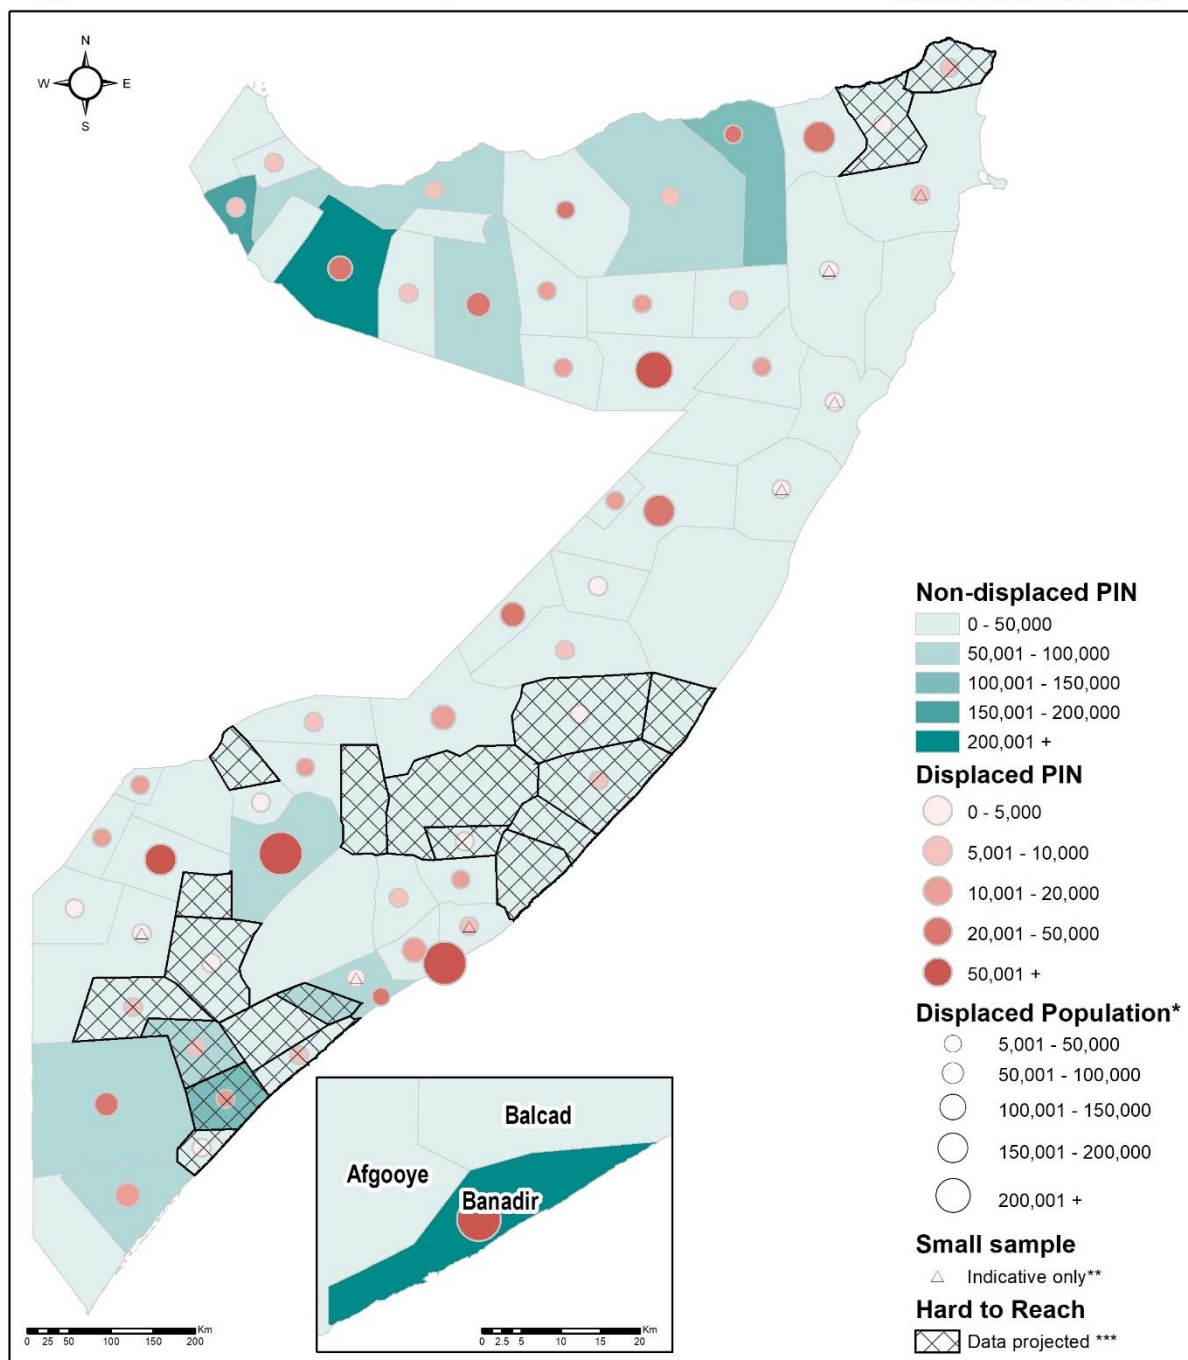 N
W E
S
Non-displaced PIN
0 - 50,000
50,001 - 100,000
100,001 - 150,000
150,001 - 200,000
200,001 +
Displaced PIN
0 - 5,000
5,001 - 10,000
10,001 - 20,000
20,001 - 50,000
50,001 +
Displaced Population*
5,001 - 50,000
50,001 - 100,000
100,001 - 150,000
150,001 - 200,000
200,001 +
Small sample
Indicative only**
Hard to Reach
Data projected ***
Balcad
Afgooye
Banadir
Km
0 25 50 100 150 200
Km
0 2.5 5 10 15 20